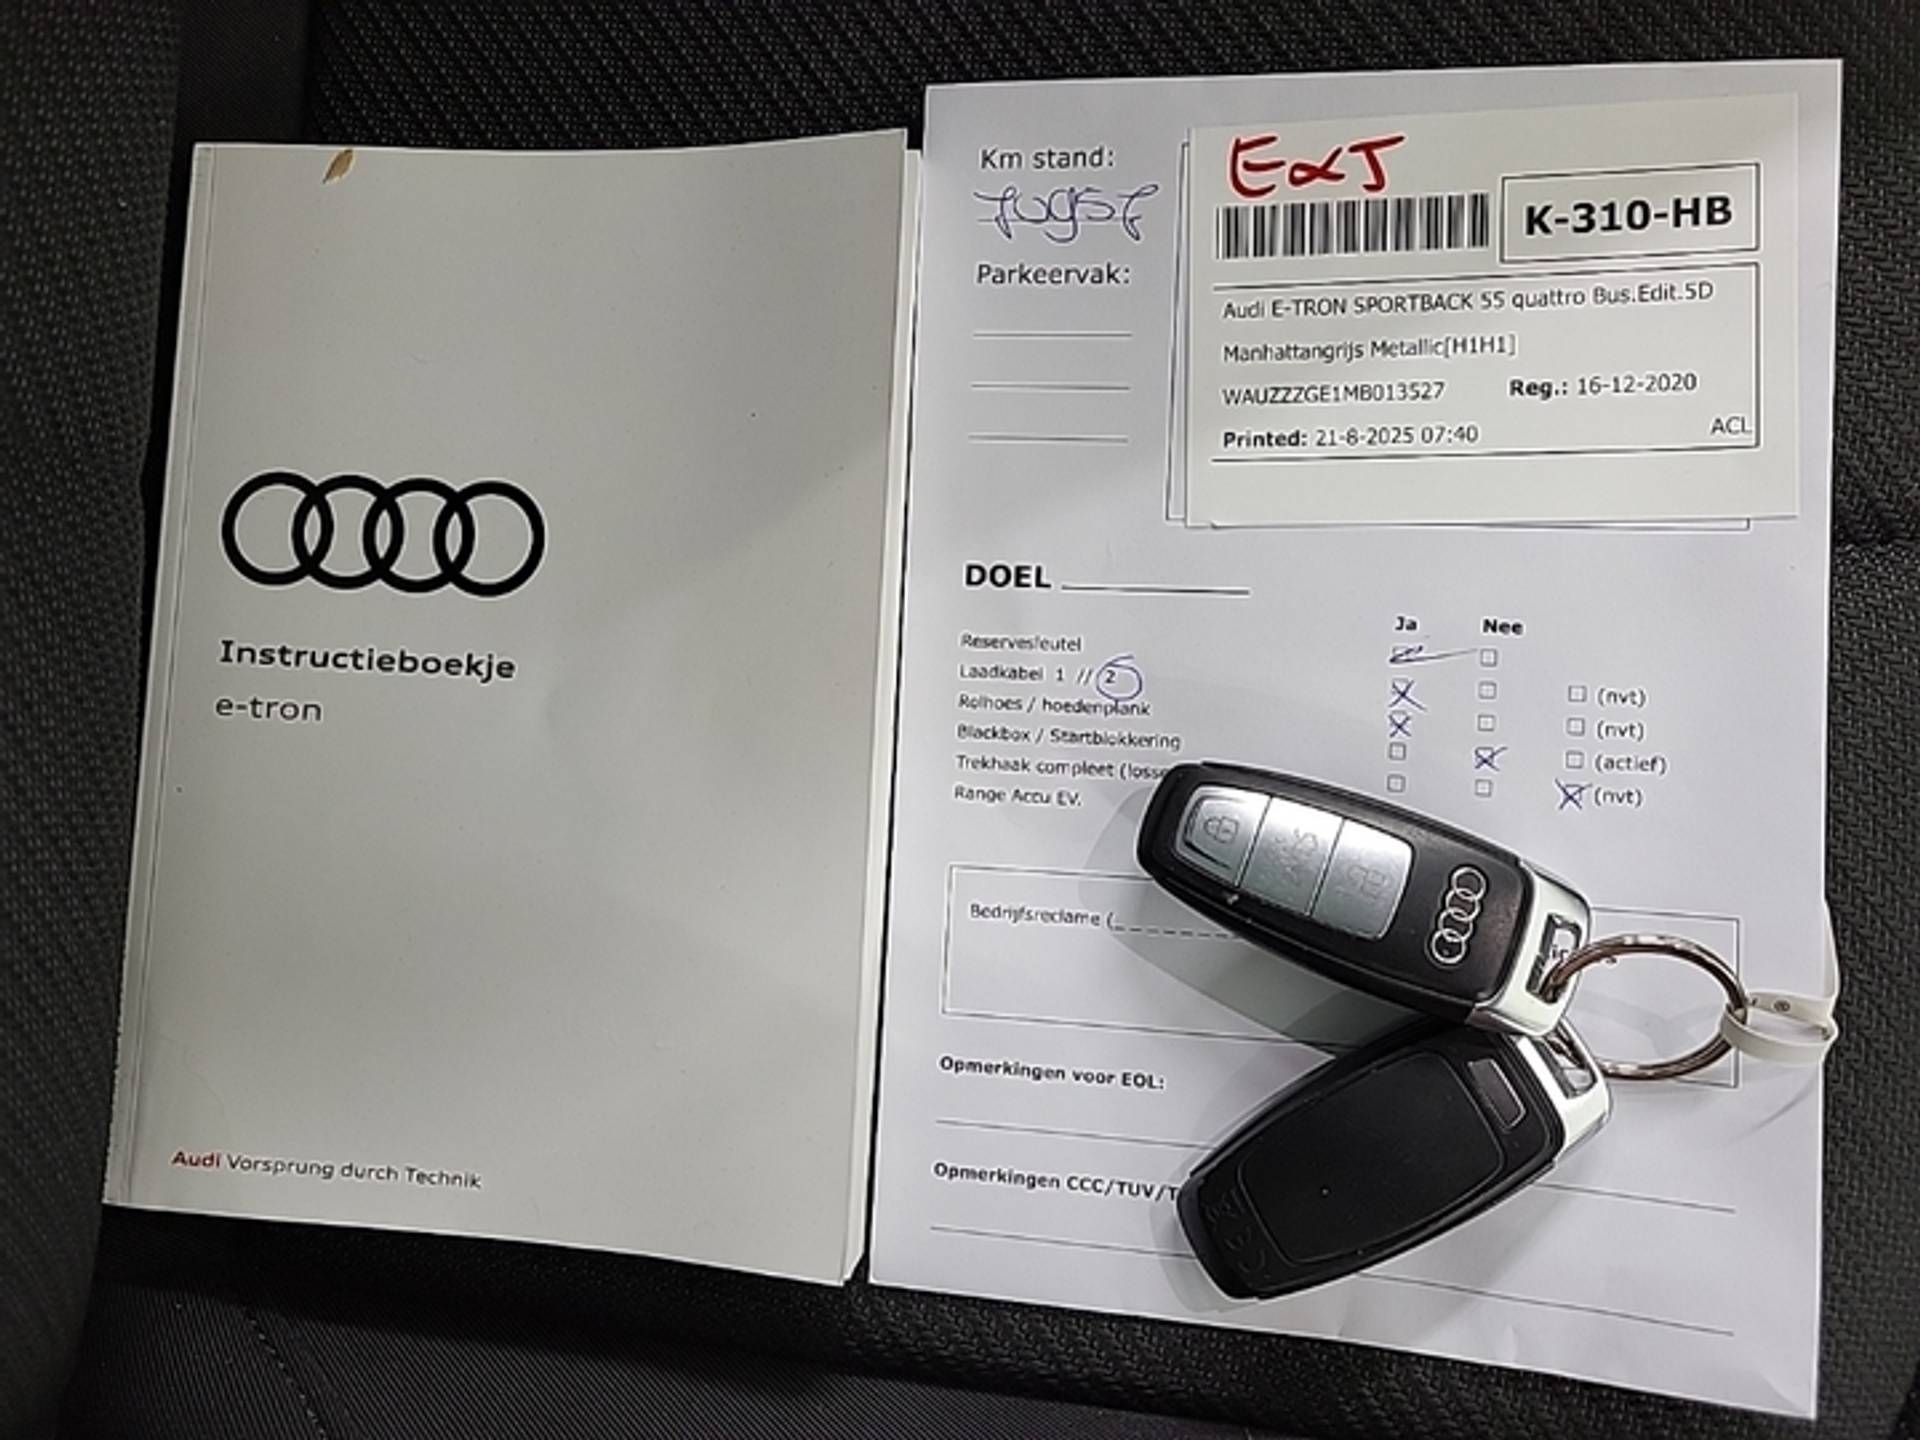 Instructieboekje
e-tron
Audi Vorsprung durch Technik
Km stand:
Parkeervak:
EXT
K-310-HB
Audi E-TRON SPORTBACK 55 quattro Bus.Edit.5D
Manhattangrijs Metallic[H1H1]
WAUZZZGE1MB013527 Reg.: 16-12-2020
Printed: 21-8-2025 07:40 ACL
DOEL
Ja Nee
Reservesleutel
Laadkabel 1 // 2 (nvt)
Rolhoes / hoedenplank (nvt)
Blackbox / Startblokkering (actief)
Trekhaak compleet (losse (nvt)
Range Accu EV.
Bedrijfsreclame (
Opmerkingen voor EOL:
Opmerkingen CCC/TUV/T